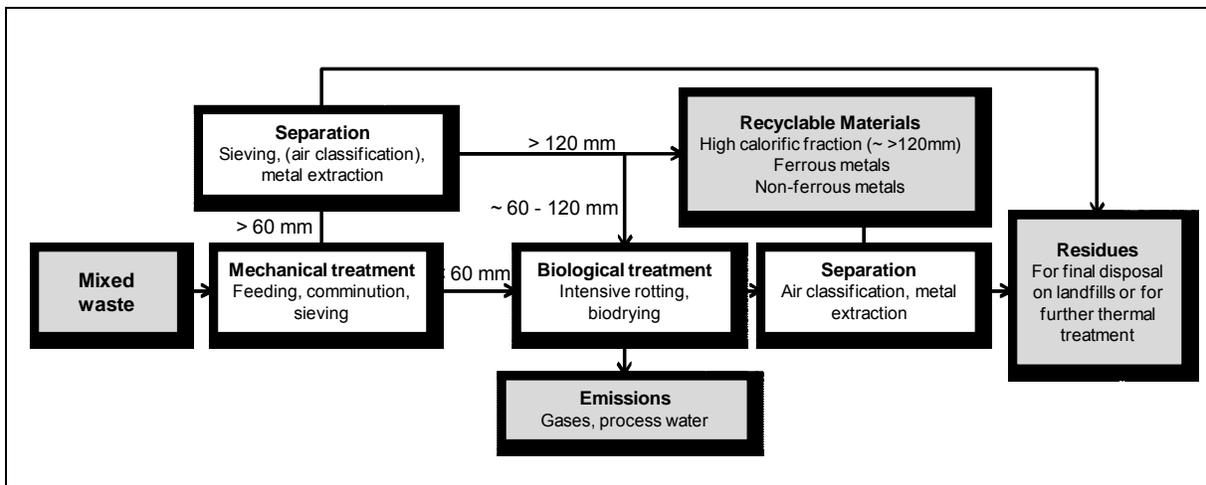 Separation
Sieving, (air classification),
metal extraction
> 120 mm
Recyclable Materials
High calorific fraction (~ >120mm)
Ferrous metals
Non-ferrous metals
> 60 mm
~ 60 - 120 mm
Mixed
waste
Mechanical treatment
Feeding, comminution,
sieving
< 60 mm
Biological treatment
Intensive rotting,
biodrying
Separation
Air classification, metal
extraction
Residues
For final disposal
on landfills or for
further thermal
treatment
Emissions
Gases, process water